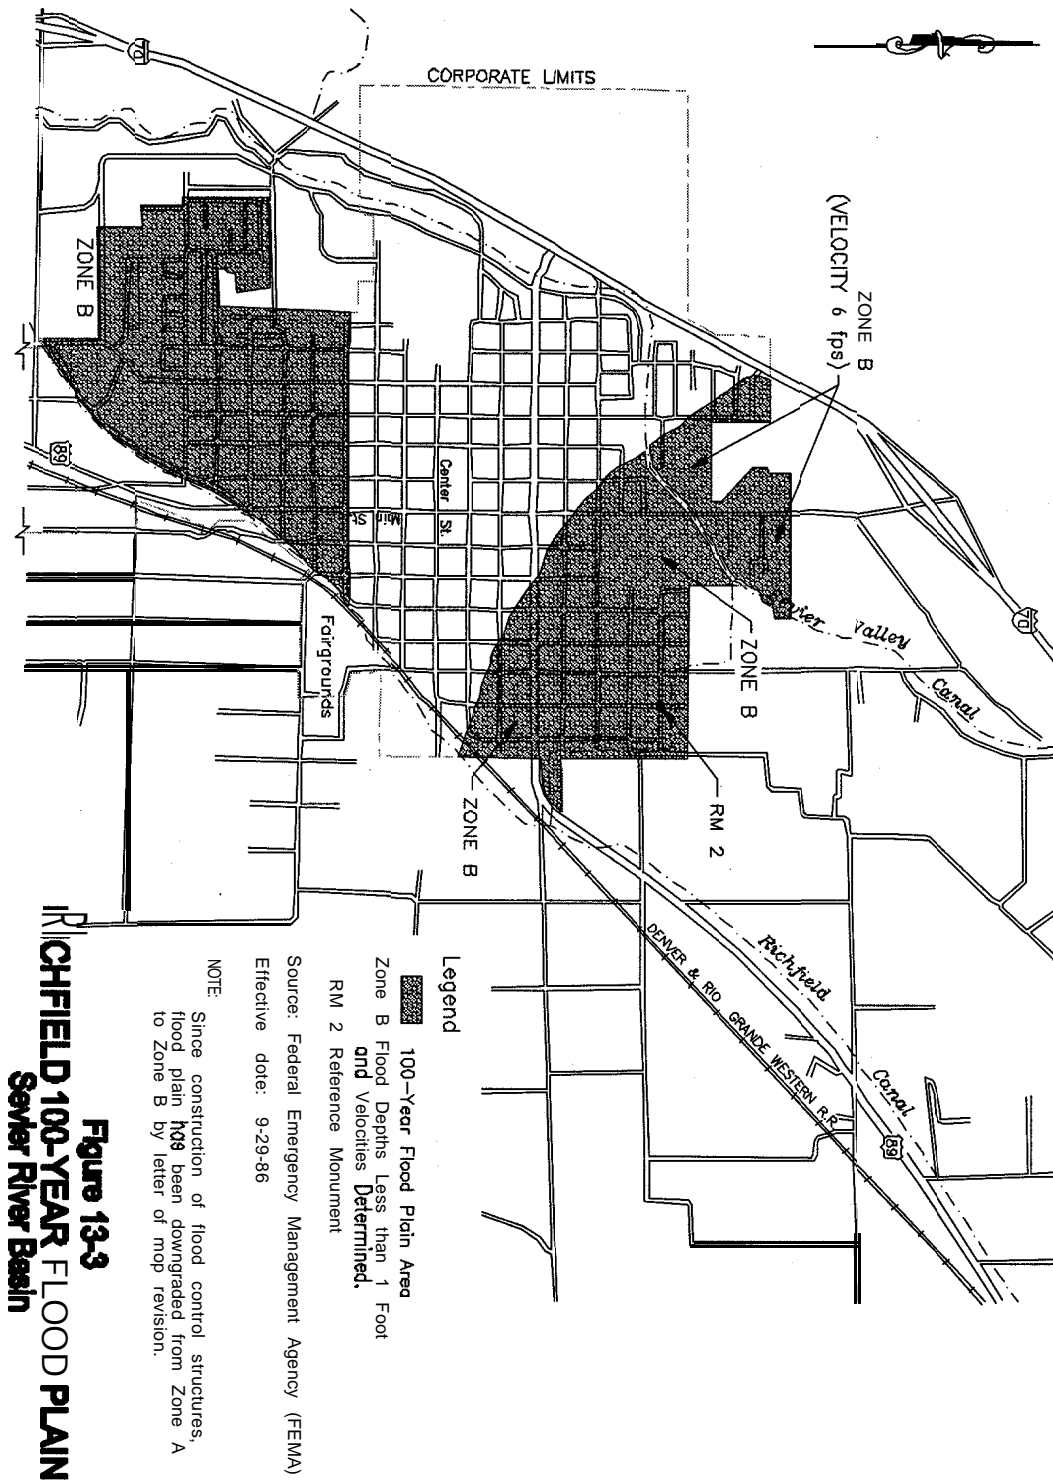 CORPORATE LIMITS
70
ZONE B
(VELOCITY 6 fps)
ZONE B
89
Center St.
Main St.
Fairgrounds
ZONE B
ZONE B
RM 2
Valley
Canal
70
Richfield
Canal
DENVER & RIO GRANDE WESTERN R.R.
89
Legend
100-Year Flood Plain Area
Zone B Flood Depths Less than 1 Foot
and Velocities Determined.
RM 2 Reference Monument
Source: Federal Emergency Management Agency (FEMA)
Effective date: 9-29-86
NOTE:
Since construction of flood control structures,
flood plain has been downgraded from Zone A
to Zone B by letter of mop revision.
Figure 13-3
RICHFIELD 100-YEAR FLOOD PLAIN
Sevier River Basin